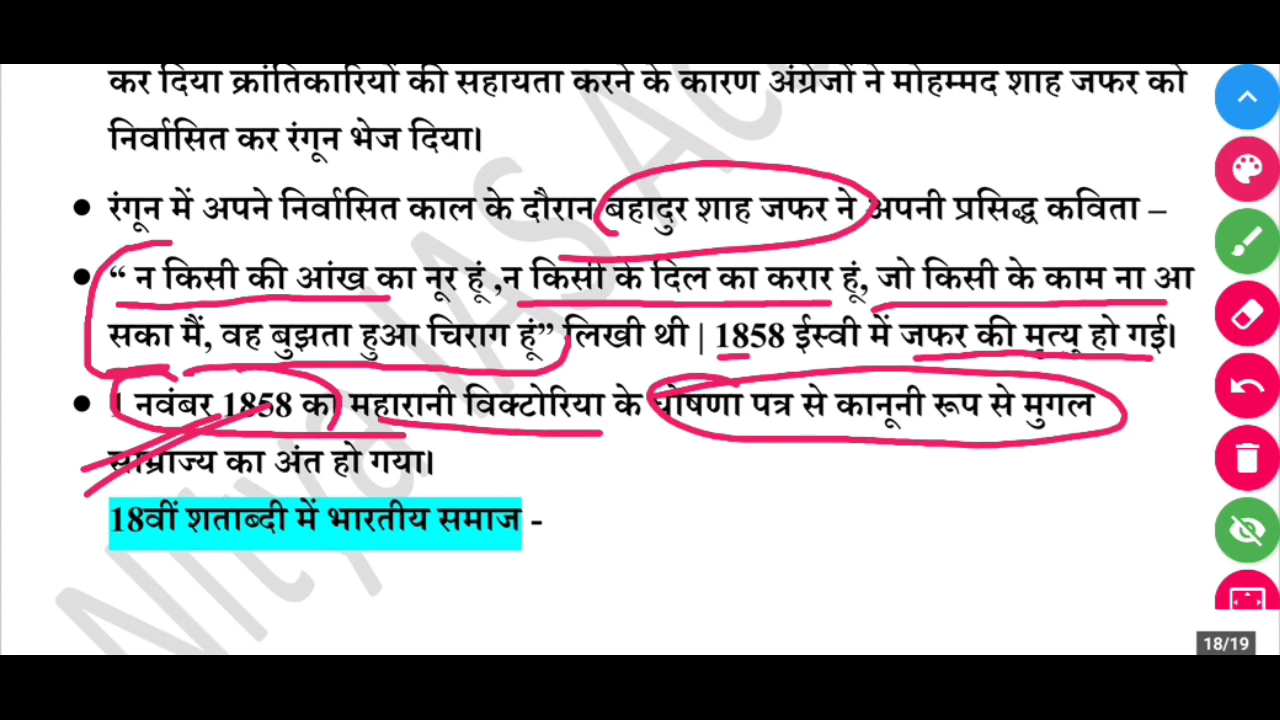 कर दिया क्रांतिकारियों की सहायता करने के कारण अंग्रेजों ने मोहम्मद शाह जफर को
निर्वासित कर रंगून भेज दिया।
● रंगून में अपने निर्वासित काल के दौरान बहादुर शाह जफर ने अपनी प्रसिद्ध कविता –
● “ न किसी की आंख का नूर हूं ,न किसी के दिल का करार हूं, जो किसी के काम ना आ
सका मैं, वह बुझता हुआ चिराग हूं” लिखी थी | 1858 ईस्वी में जफर की मृत्यु हो गई।
● 1 नवंबर 1858 को महारानी विक्टोरिया के घोषणा पत्र से कानूनी रूप से मुगल
साम्राज्य का अंत हो गया।
18वीं शताब्दी में भारतीय समाज -
18/19